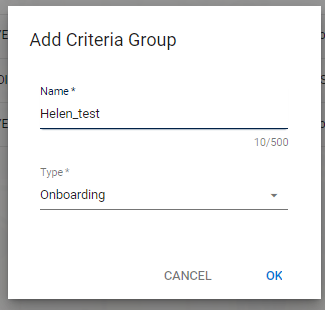 Add Criteria Group
Name *
Helen_test
10/500
Type *
Onboarding
CANCEL OK